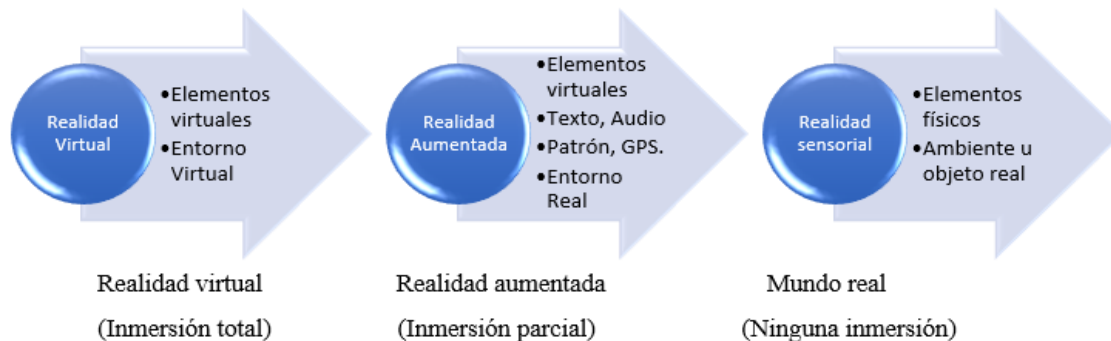 Realidad
Virtual
•Elementos
virtuales
•Entorno
Virtual
Realidad
Aumentada
•Elementos
virtuales
•Texto, Audio
•Patrón, GPS.
•Entorno
Real
Realidad
sensorial
•Elementos
físicos
•Ambiente u
objeto real
Realidad virtual
(Inmersión total)
Realidad aumentada
(Inmersión parcial)
Mundo real
(Ninguna inmersión)